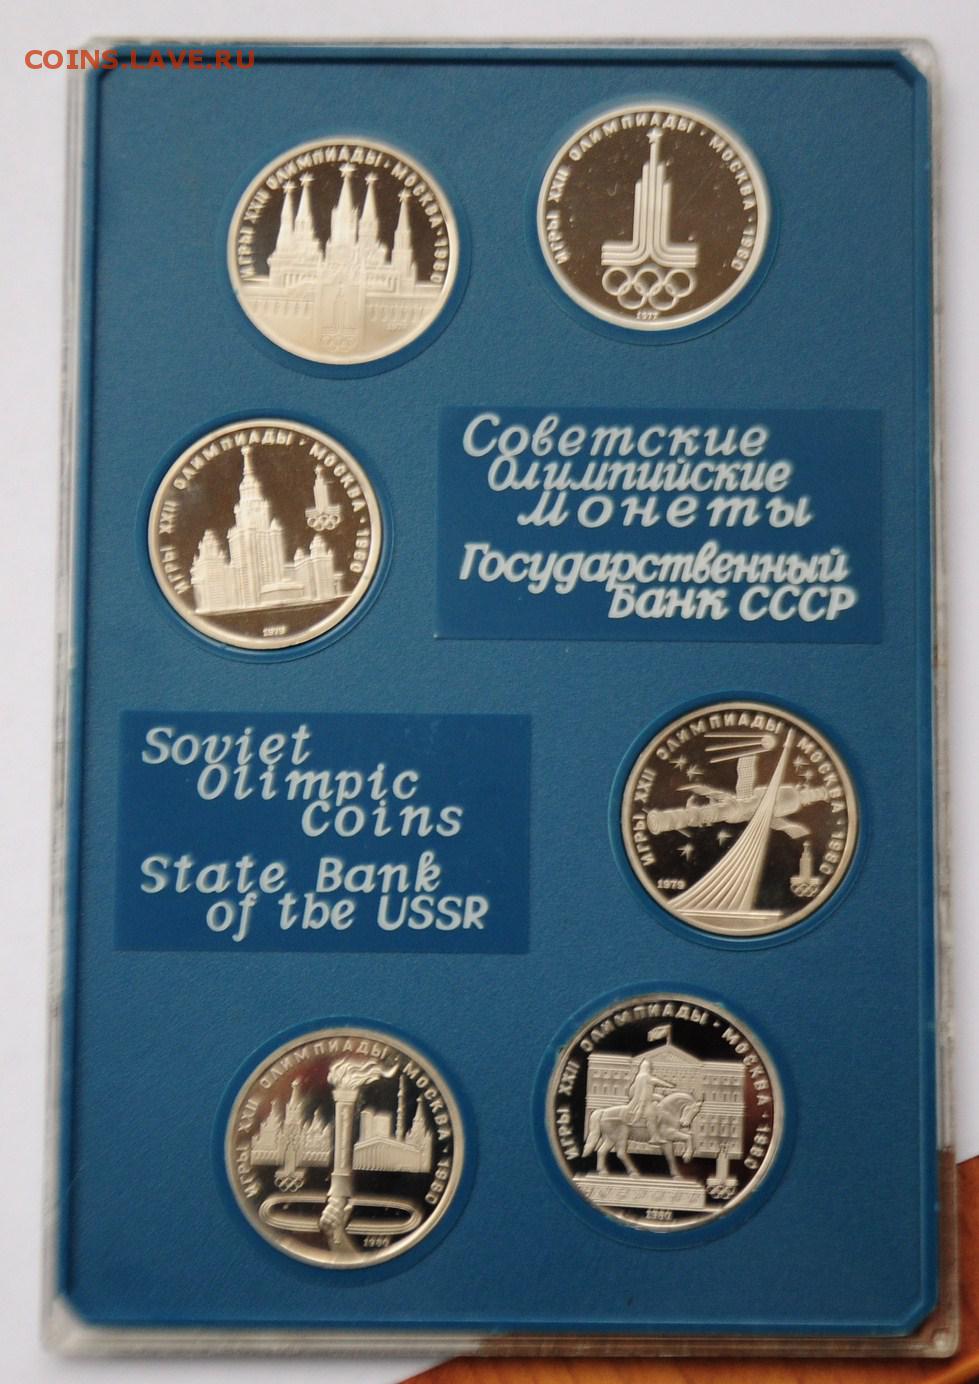 COINS.LAVE.RU
ИГРЫ XXII ОЛИМПИАДЫ · МОСКВА · 1980
ИГРЫ XXII ОЛИМПИАДЫ · МОСКВА · 1980
1977
ИГРЫ XXII ОЛИМПИАДЫ · МОСКВА · 1980
1979
Советские
Олимпийские
монеты
Государственный
Банк СССР
Soviet
Olimpic
Coins
State Bank
of the USSR
ИГРЫ XXII ОЛИМПИАДЫ МОСКВА · 1980
1979
ИГРЫ XXII ОЛИМПИАДЫ · МОСКВА · 1980
1980
ИГРЫ XXII ОЛИМПИАДЫ · МОСКВА · 1980
1980